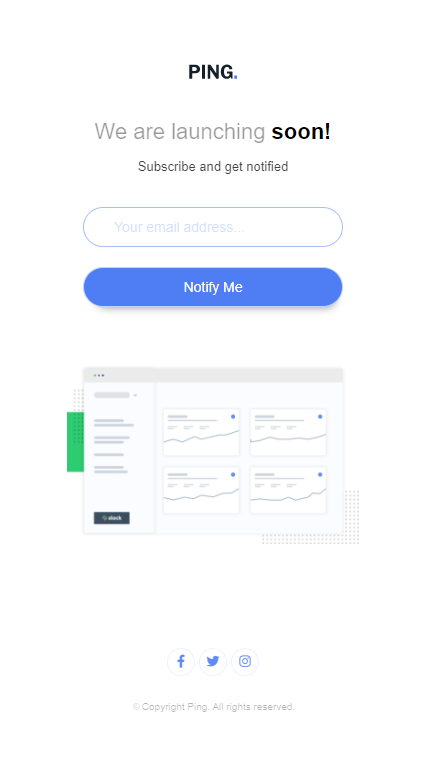 PING.
We are launching soon!
Subscribe and get notified
Your email address...
Notify Me
slack
© Copyright Ping. All rights reserved.